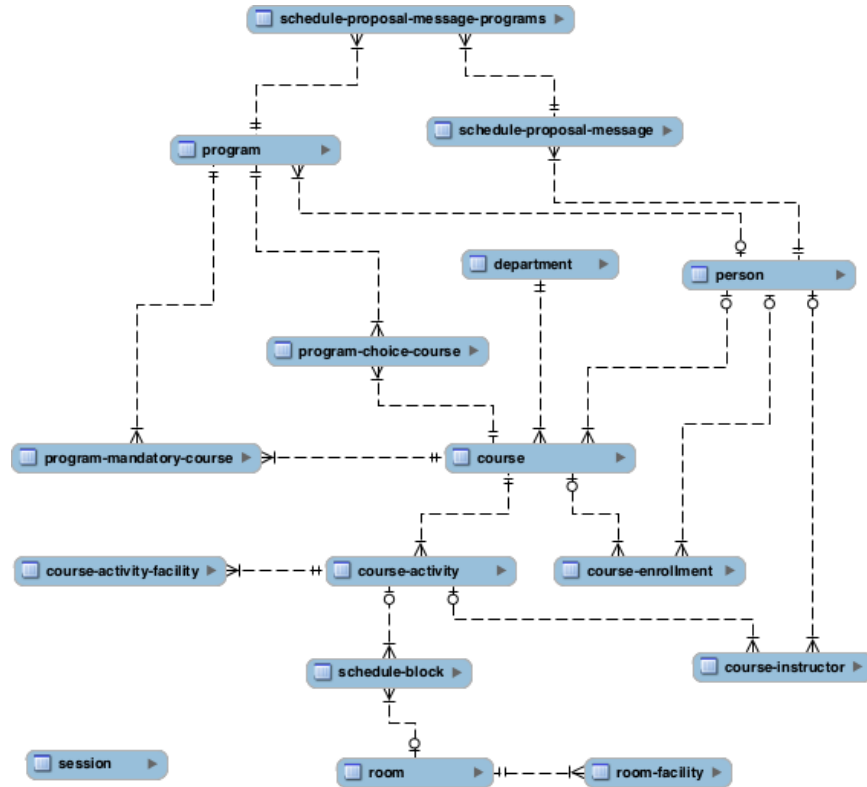 schedule-proposal-message-programs
schedule-proposal-message
program
department
person
program-choice-course
program-mandatory-course
course
course-activity-facility
course-activity
course-enrollment
schedule-block
course-instructor
session
room
room-facility